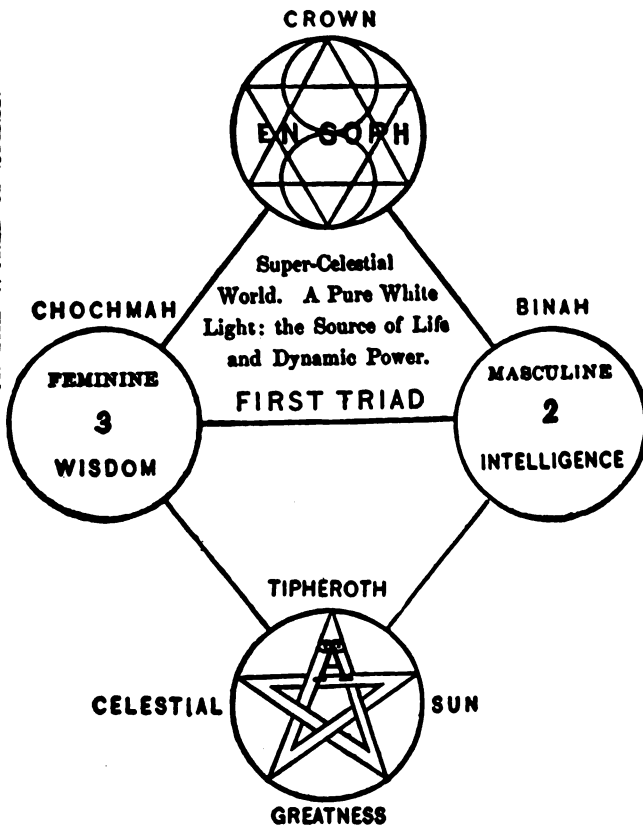 CROWN
EN SOPH
Super-Celestial
World. A Pure White
Light: the Source of Life
and Dynamic Power.
FIRST TRIAD
CHOCHMAH
FEMININE
3
WISDOM
BINAH
MASCULINE
2
INTELLIGENCE
TIPHEROTH
A
CELESTIAL
SUN
GREATNESS